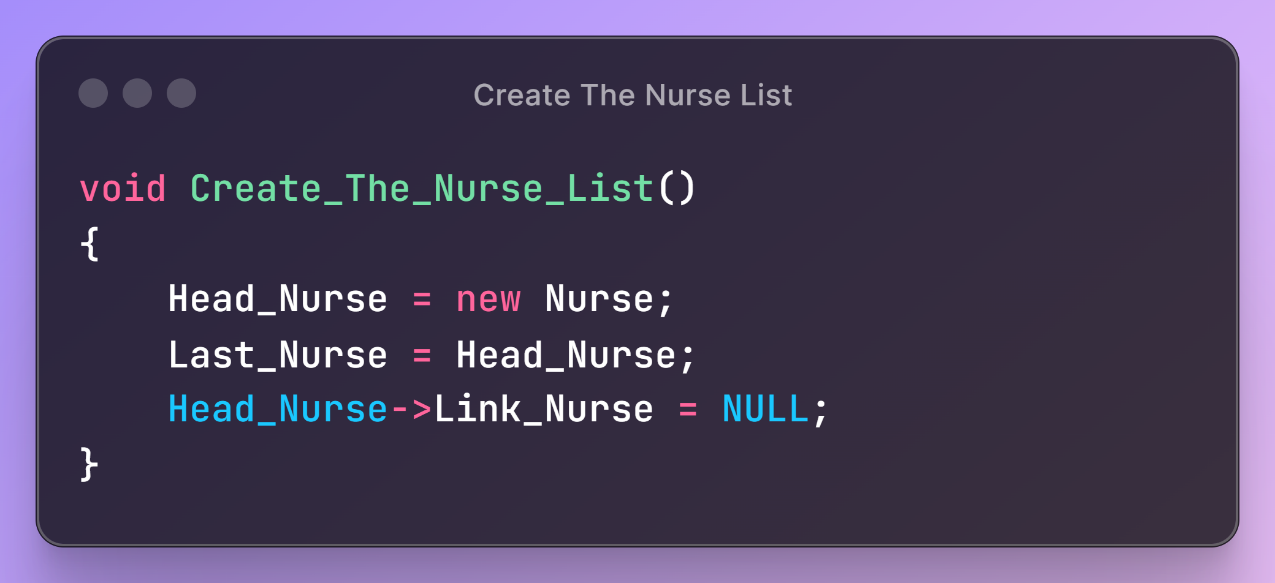 Create The Nurse List
void Create_The_Nurse_List()
{
    Head_Nurse = new Nurse;
    Last_Nurse = Head_Nurse;
    Head_Nurse->Link_Nurse = NULL;
}